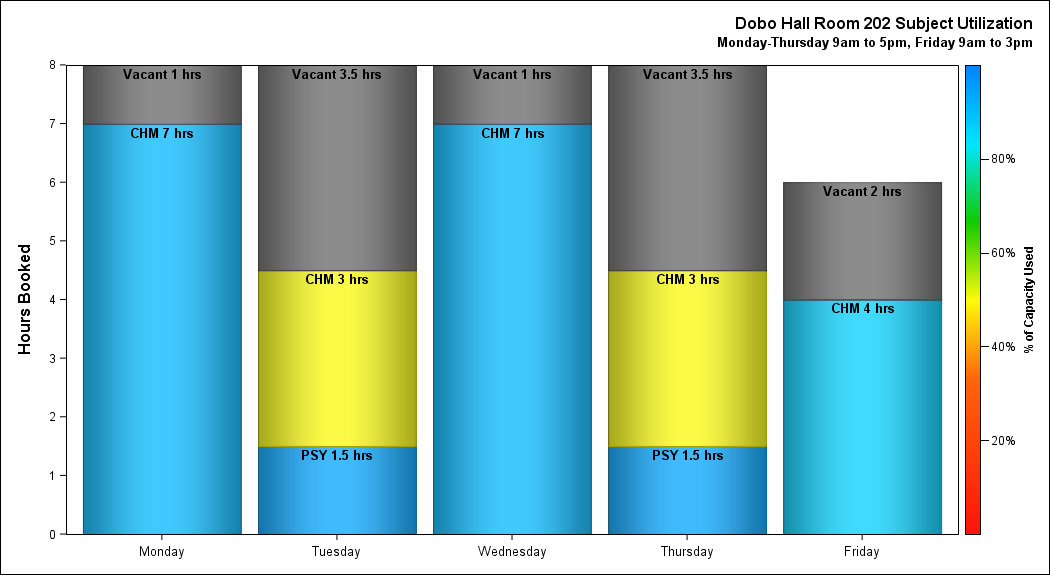 Dobo Hall Room 202 Subject Utilization
Monday-Thursday 9am to 5pm, Friday 9am to 3pm
Hours Booked
8
7
6
5
4
3
2
1
0
Vacant 1 hrs
CHM 7 hrs
Vacant 3.5 hrs
CHM 3 hrs
PSY 1.5 hrs
Vacant 1 hrs
CHM 7 hrs
Vacant 3.5 hrs
CHM 3 hrs
PSY 1.5 hrs
Vacant 2 hrs
CHM 4 hrs
Monday
Tuesday
Wednesday
Thursday
Friday
80%
60%
40%
20%
% of Capacity Used